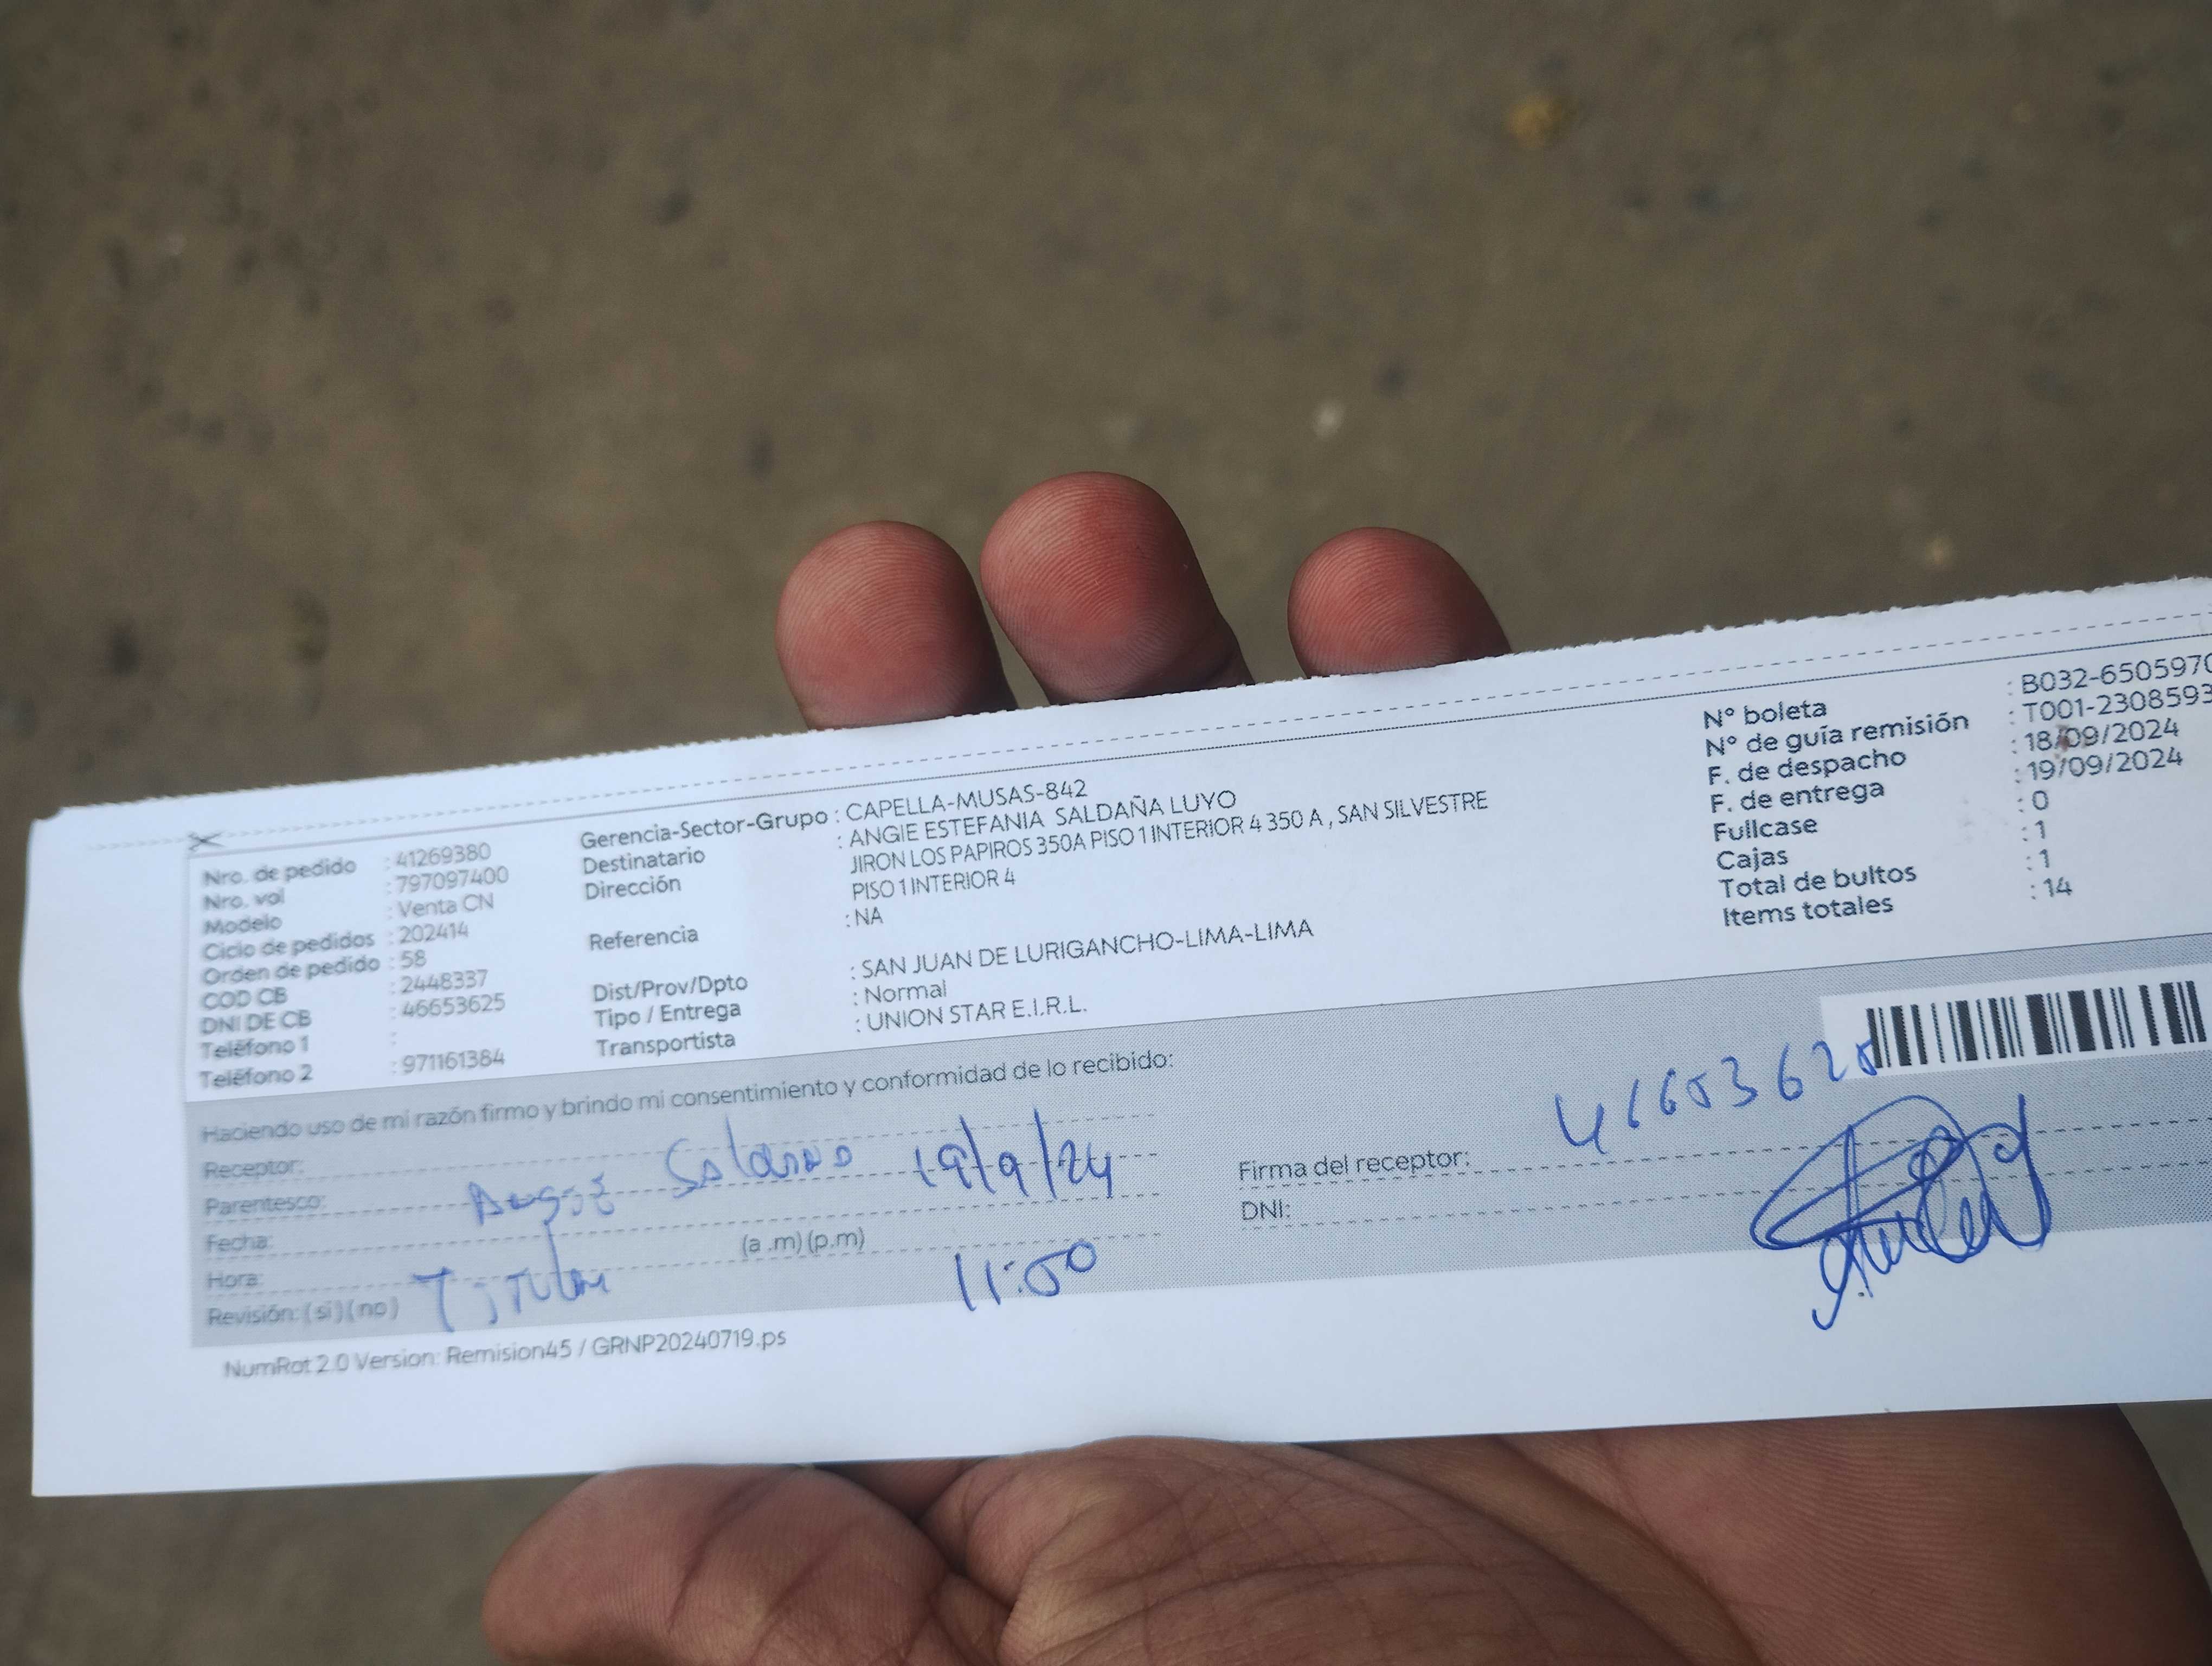 Nro. de pedido : 41269380
Nro. vol : 797097400
Modelo : Venta CN
Ciclo de pedidos : 202414
Orden de pedido : 58
COD CB : 2448337
DNI DE CB : 46653625
Teléfono 1 :
Teléfono 2 : 971161384
Gerencia-Sector-Grupo : CAPELLA-MUSAS-842
Destinatario : ANGIE ESTEFANIA SALDAÑA LUYO
Dirección JIRON LOS PAPIROS 350A PISO 1 INTERIOR 4 350 A , SAN SILVESTRE
PISO 1 INTERIOR 4
Referencia : NA
Dist/Prov/Dpto : SAN JUAN DE LURIGANCHO-LIMA-LIMA
Tipo / Entrega : Normal
Transportista : UNION STAR E.I.R.L.
N° boleta : B032-6505970
N° de guía remisión : T001-2308593
F. de despacho : 18/09/2024
F. de entrega : 19/09/2024
Fullcase : 0
Cajas : 1
Total de bultos : 1
Items totales : 14
Haciendo uso de mi razón firmo y brindo mi consentimiento y conformidad de lo recibido:
Receptor:
Parentesco: 19/9/24
Fecha:
Hora: (a .m) (p.m)
Revisión: (si) (no) Titular 11:50
Firma del receptor: 46653625
DNI:
NumRot 2.0 Version: Remision45 / GRNP20240719.ps